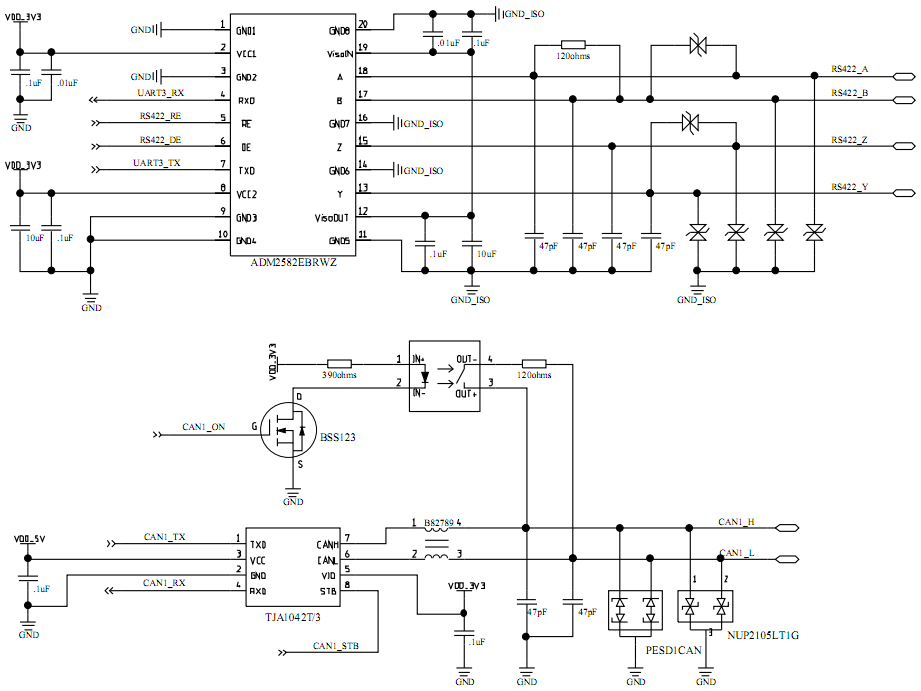 VDD_3V3
GND
1
GND1
GND8
20
GND_ISO
2
VCC1
VisoIN
19
.01uF
.1uF
120ohms
.1uF
.01uF
GND
3
GND2
A
18
RS422_A
UART3_RX
4
RXD
B
17
RS422_B
GND
RS422_RE
5
RE
GND7
16
GND_ISO
RS422_DE
6
DE
Z
15
RS422_Z
VDD_3V3
UART3_TX
7
TXD
GND6
14
GND_ISO
8
VCC2
Y
13
RS422_Y
9
GND3
VisoOUT
12
10uF
.1uF
10
GND4
GND5
11
.1uF
10uF
47pF
47pF
47pF
47pF
ADM2582EBRWZ
GND
GND_ISO
GND_ISO
VDD_3V3
390ohms
1
IN+
OUT-
4
120ohms
2
IN-
OUT+
3
D
CAN1_ON
G
BSS123
S
GND
1
B82789
4
CAN1_H
VDD_5V
CAN1_TX
1
TXD
CANH
7
3
VCC
CANL
6
2
3
CAN1_L
2
GND
VIO
5
CAN1_RX
4
RXD
STB
8
VDD_3V3
1
2
.1uF
GND
TJA1042T/3
47pF
47pF
.1uF
3
NUP2105LT1G
CAN1_STB
PESD1CAN
GND
GND
GND
GND